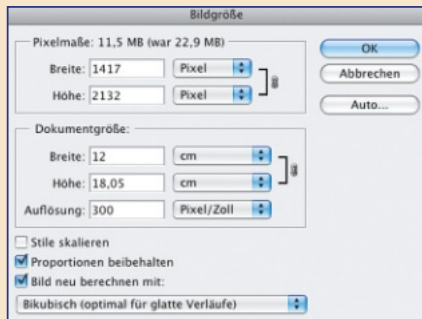 Bildgröße
Pixelmaße: 11,5 MB (war 22,9 MB)
Breite: 1417 Pixel
Höhe: 2132 Pixel
OK
Abbrechen
Auto...
Dokumentgröße:
Breite: 12 cm
Höhe: 18,05 cm
Auflösung: 300 Pixel/Zoll
Stile skalieren
Proportionen beibehalten
Bild neu berechnen mit:
Bikubisch (optimal für glatte Verläufe)